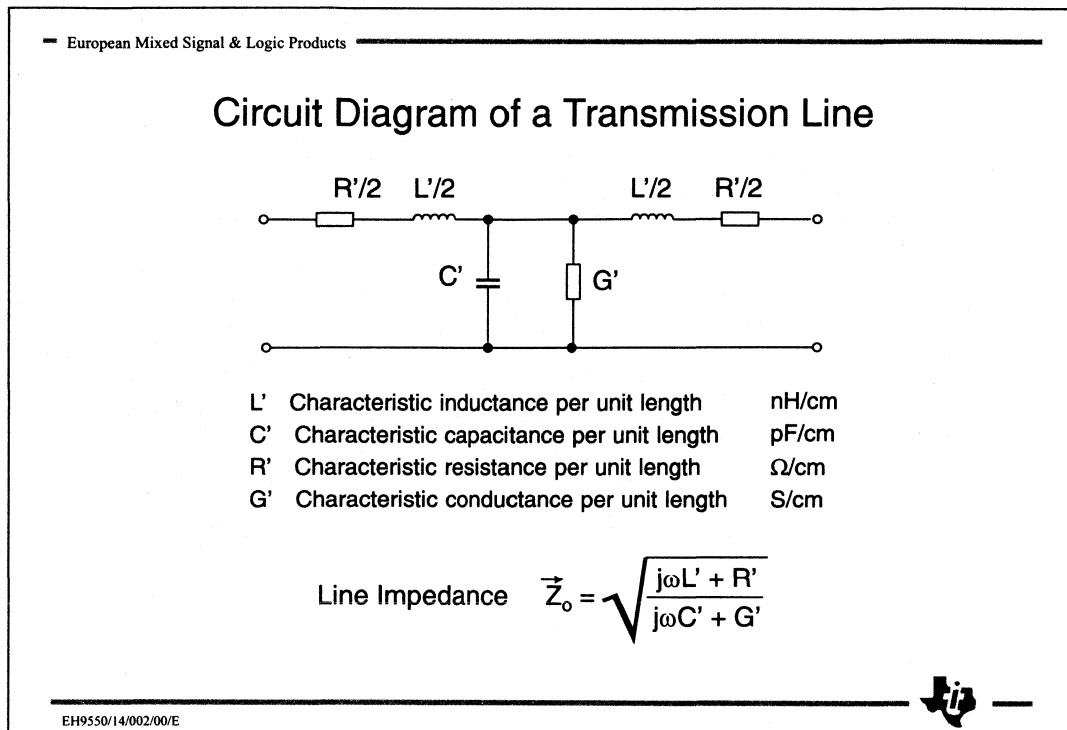 European Mixed Signal & Logic Products
Circuit Diagram of a Transmission Line
R'/2 L'/2 L'/2 R'/2
C' G'
L' Characteristic inductance per unit length nH/cm
C' Characteristic capacitance per unit length pF/cm
R' Characteristic resistance per unit length Ω/cm
G' Characteristic conductance per unit length S/cm
Line Impedance Z⃗ₒ = √((jωL' + R')/(jωC' + G'))
EH9550/14/002/00/E